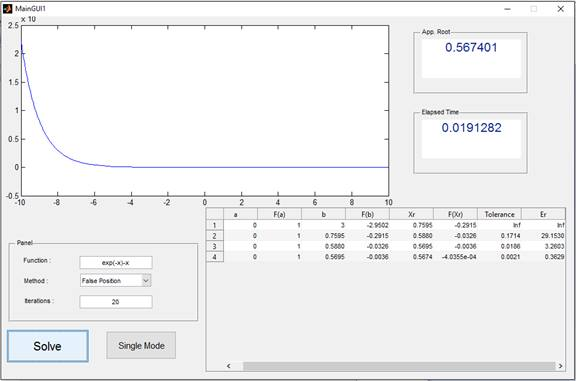 MainGUI1
2.5 x 10
2
1.5
1
0.5
0
-0.5
-10 -8 -6 -4 -2 0 2 4 6 8 10
App. Root
0.567401
Elapsed Time
0.0191282
a F(a) b F(b) Xr F(Xr) Tolerance Er
1 0 1 3 -2.9502 0.7595 -0.2915 Inf Inf
2 0 1 0.7595 -0.2915 0.5880 -0.0326 0.1714 29.1530
3 0 1 0.5880 -0.0326 0.5695 -0.0036 0.0186 3.2603
4 0 1 0.5695 -0.0036 0.5674 -4.0355e-04 0.0021 0.3629
Panel
Function : exp(-x)-x
Method : False Position
Iterations : 20
Solve
Single Mode